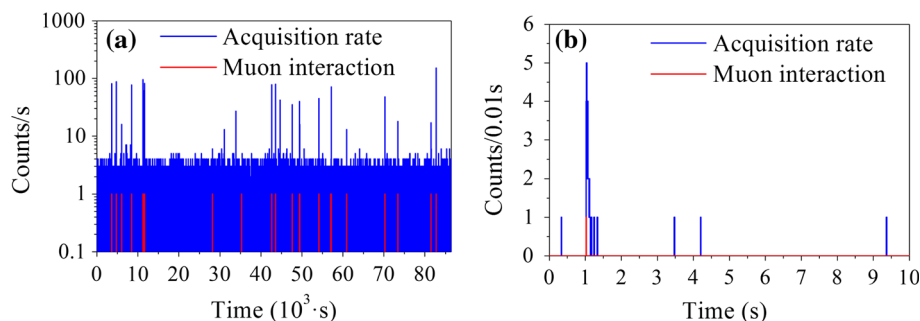 (a)
Acquisition rate
Muon interaction
1000
100
10
1
0.1
Counts/s
0 10 20 30 40 50 60 70 80
Time (10³·s)
(b)
Acquisition rate
Muon interaction
6
5
4
3
2
1
0
Counts/0.01s
0 1 2 3 4 5 6 7 8 9 10
Time (s)